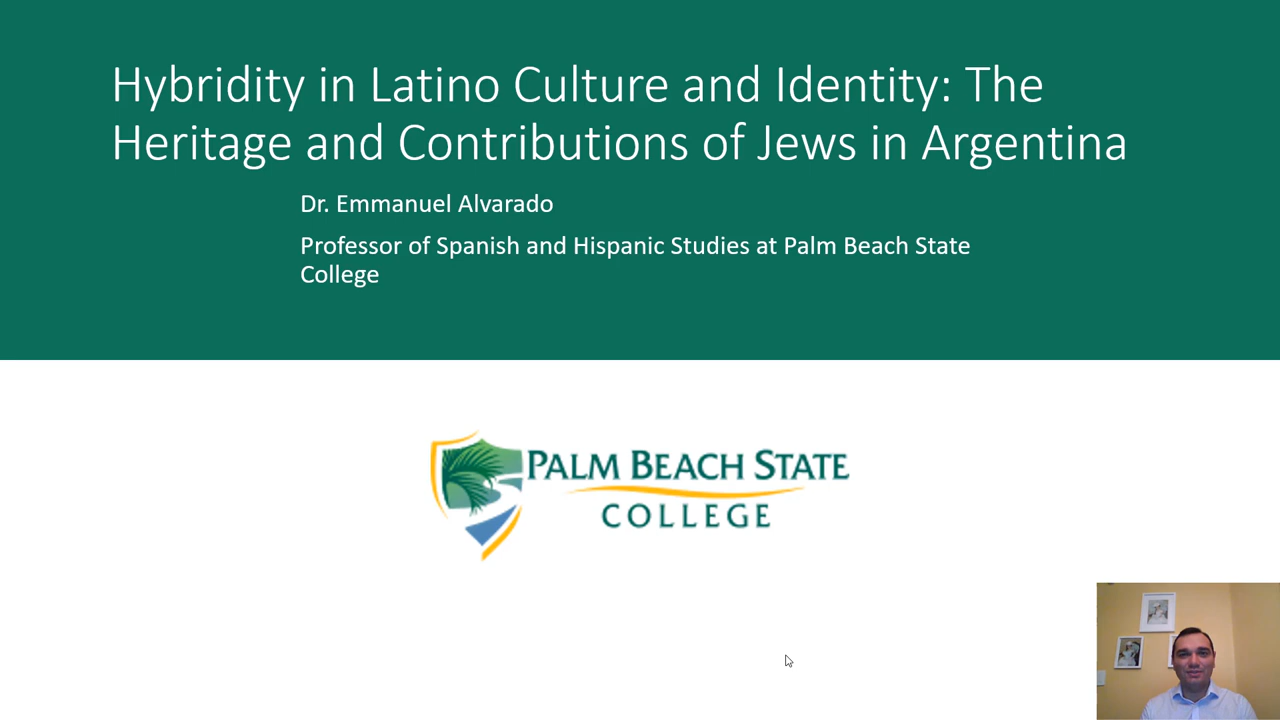 Hybridity in Latino Culture and Identity: The
Heritage and Contributions of Jews in Argentina
Dr. Emmanuel Alvarado
Professor of Spanish and Hispanic Studies at Palm Beach State
College
PALM BEACH STATE
COLLEGE